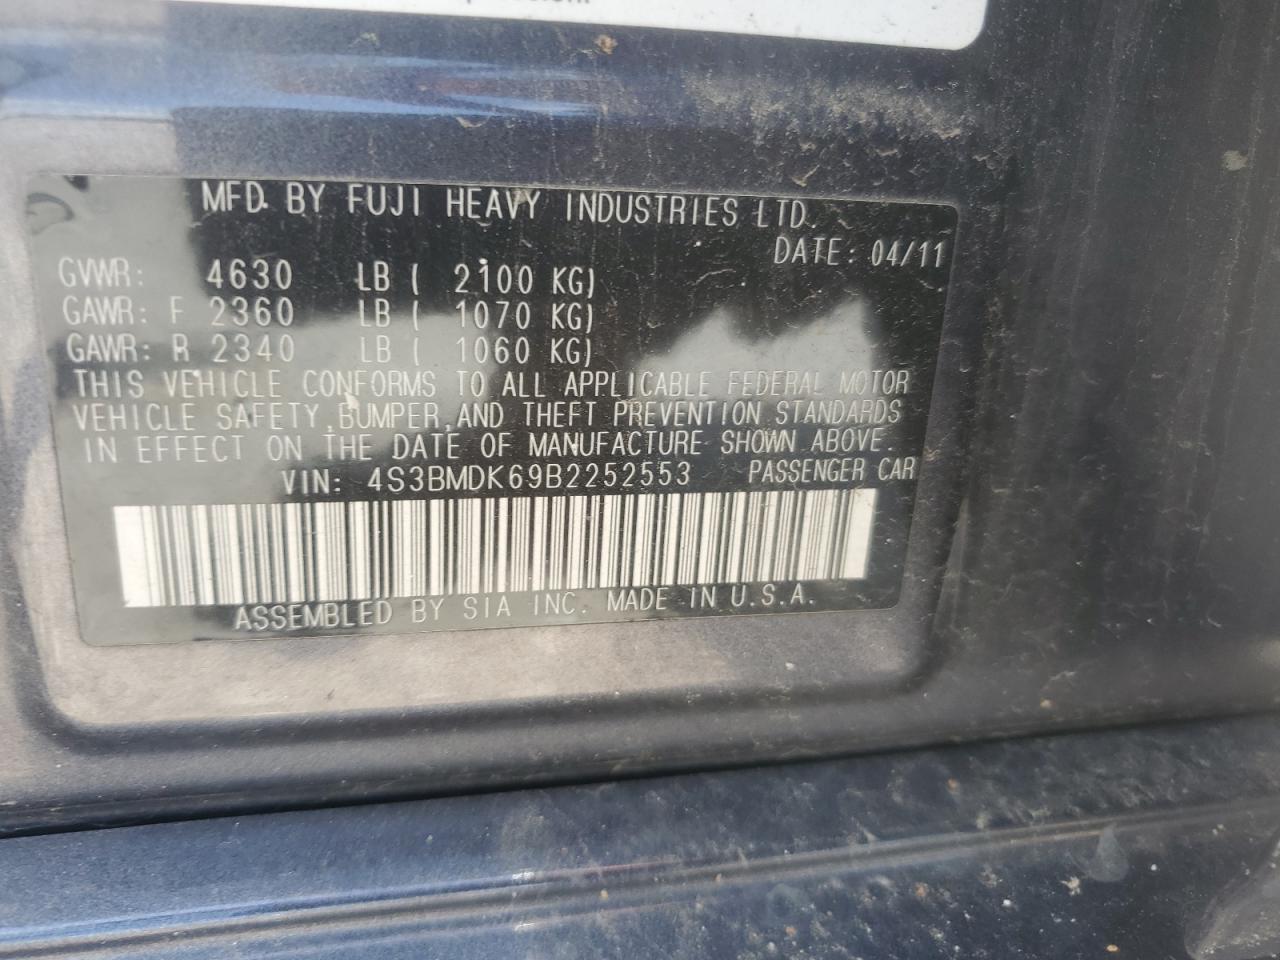 MFD. BY FUJI HEAVY INDUSTRIES LTD.
DATE: 04/11
GVWR: 4630 LB ( 2100 KG)
GAWR: F 2360 LB ( 1070 KG)
GAWR: R 2340 LB ( 1060 KG)
THIS VEHICLE CONFORMS TO ALL APPLICABLE FEDERAL MOTOR
VEHICLE SAFETY, BUMPER, AND THEFT PREVENTION STANDARDS
IN EFFECT ON THE DATE OF MANUFACTURE SHOWN ABOVE.
VIN: 4S3BMDK69B2252553 PASSENGER CAR
ASSEMBLED BY SIA INC. MADE IN U.S.A.